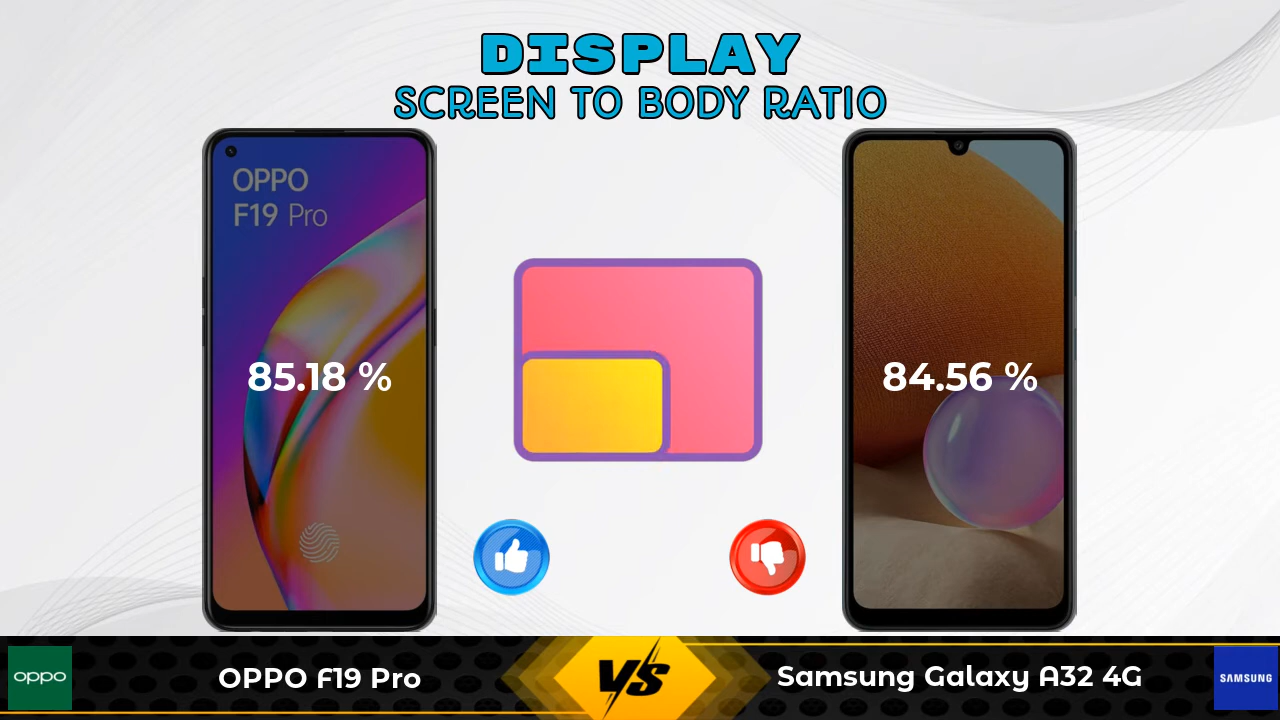 DISPLAY
SCREEN TO BODY RATIO
OPPO
F19 Pro
85.18 %
84.56 %
oppo
OPPO F19 Pro
VS
Samsung Galaxy A32 4G
SAMSUNG